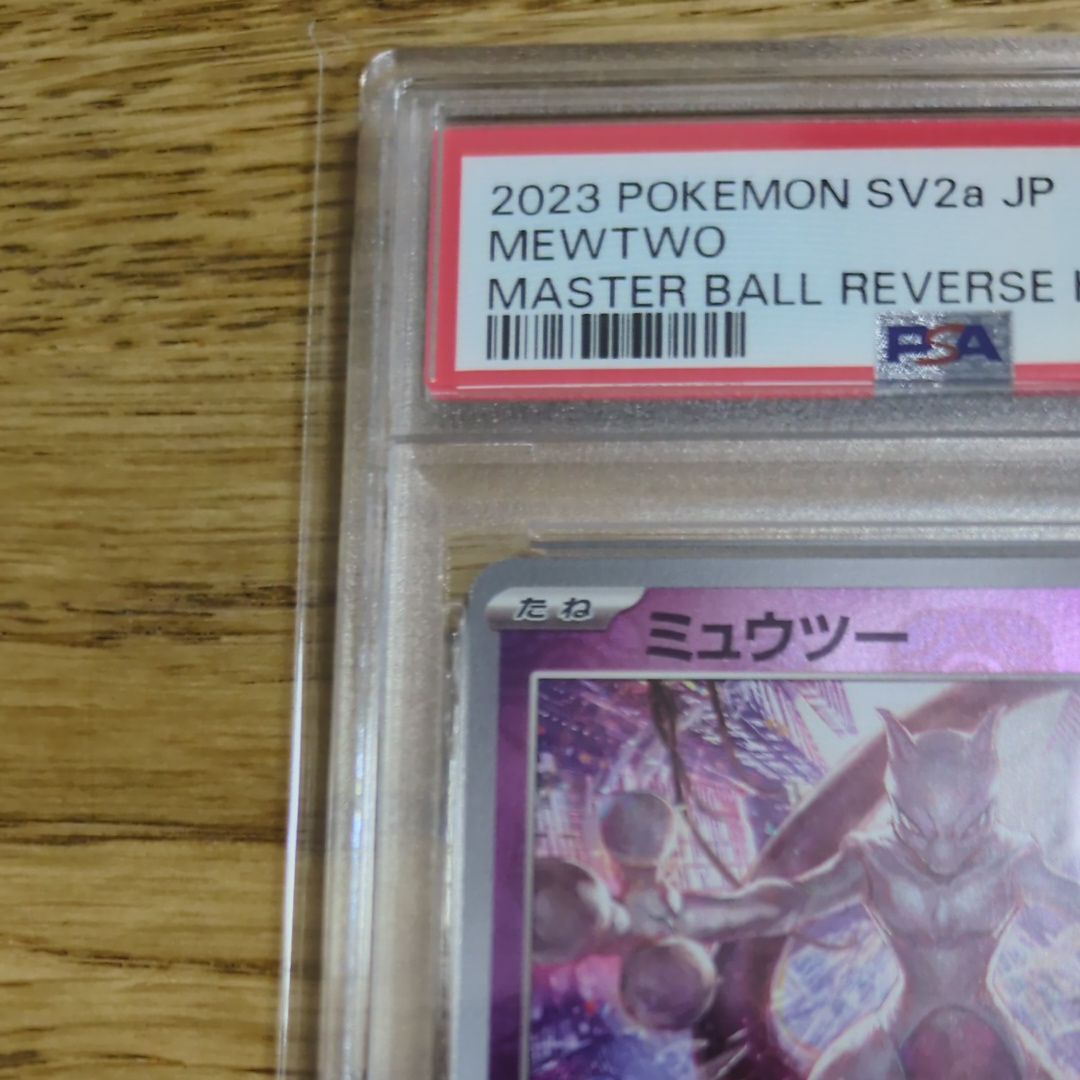 2023 POKEMON SV2a JP
MEWTWO
MASTER BALL REVERSE
PSA
たね
ミュウツー